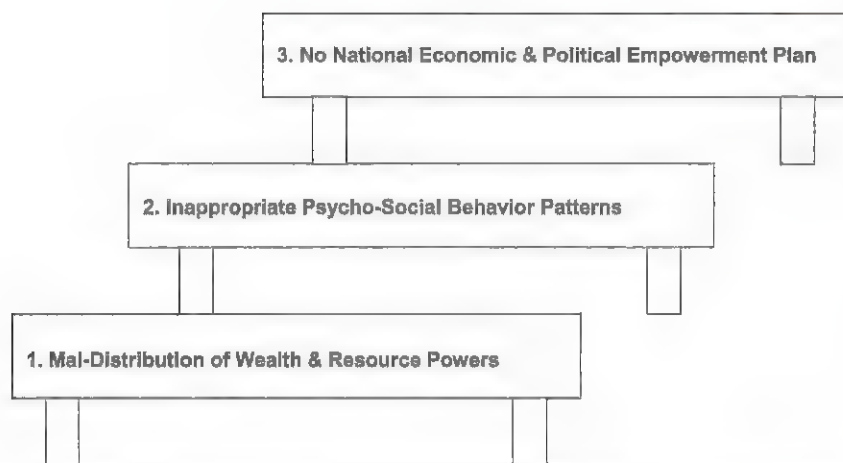 3. No National Economic & Political Empowerment Plan
2. Inappropriate Psycho-Social Behavior Patterns
1. Mal-Distribution of Wealth & Resource Powers